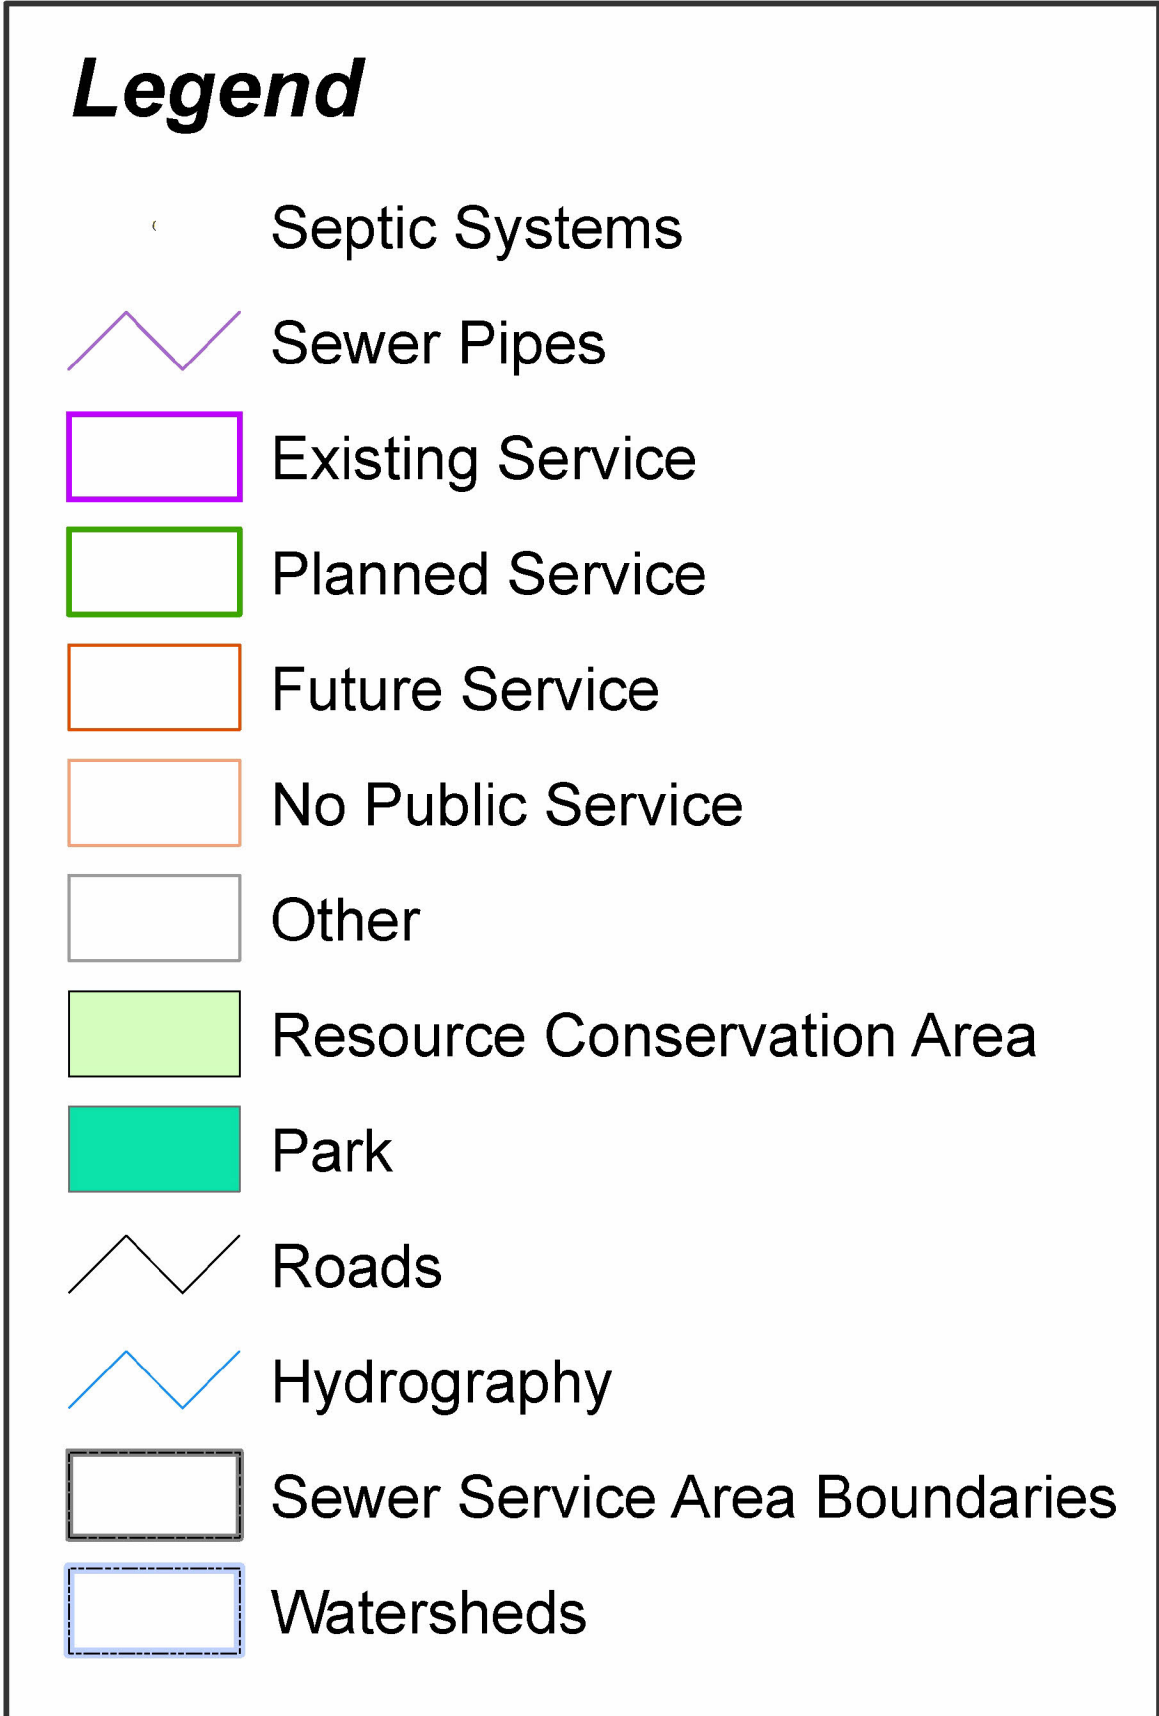 Legend
Septic Systems
Sewer Pipes
Existing Service
Planned Service
Future Service
No Public Service
Other
Resource Conservation Area
Park
Roads
Hydrography
Sewer Service Area Boundaries
Watersheds